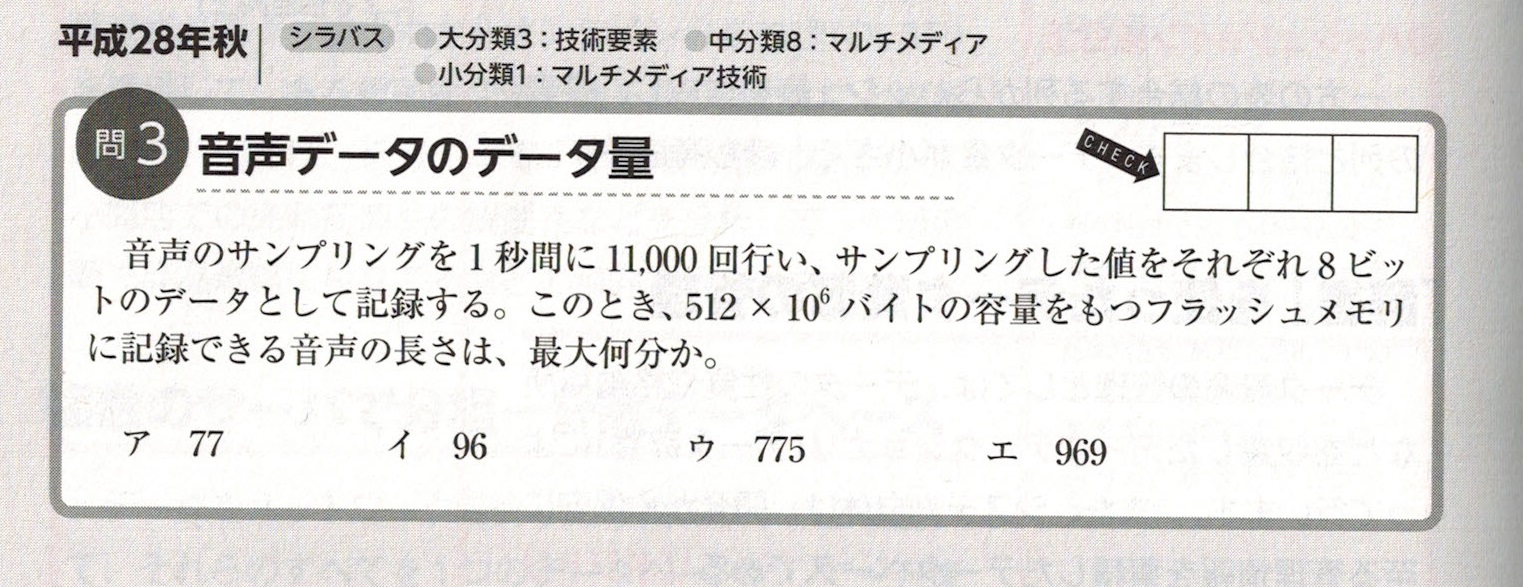 平成28年秋 シラバス ●大分類3：技術要素 ●中分類8：マルチメディア
●小分類1：マルチメディア技術
問3 音声データのデータ量 CHECK
音声のサンプリングを1秒間に11,000回行い、サンプリングした値をそれぞれ8ビッ
トのデータとして記録する。このとき、512 × 10⁶ バイトの容量をもつフラッシュメモリ
に記録できる音声の長さは、最大何分か。
ア 77 イ 96 ウ 775 エ 969